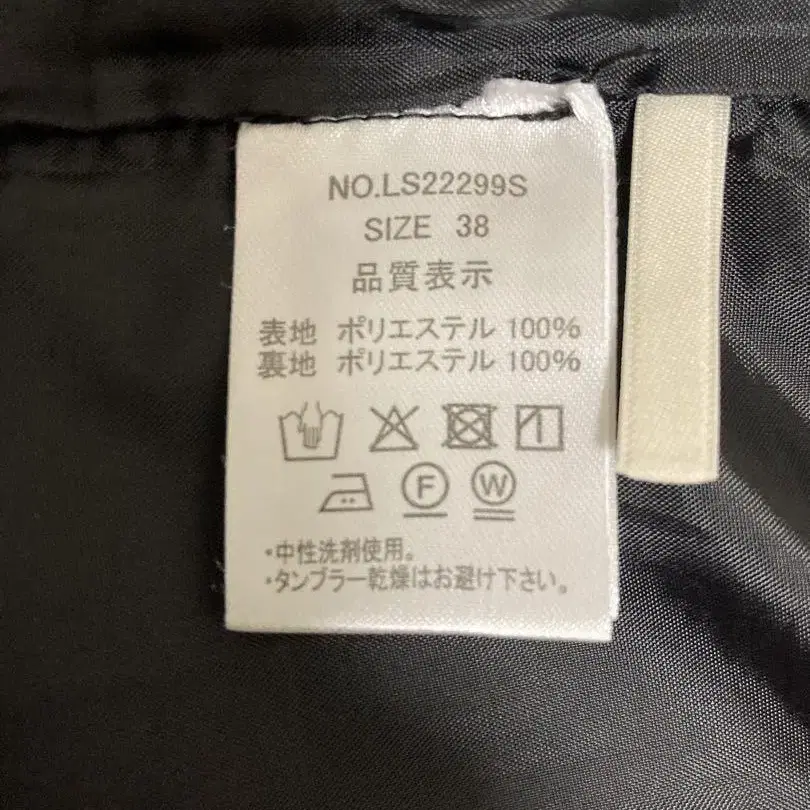 NO.LS22299S
SIZE 38
品質表示
表地 ポリエステル 100%
裏地 ポリエステル 100%
F W
・中性洗剤使用。
・タンブラー乾燥はお避け下さい。